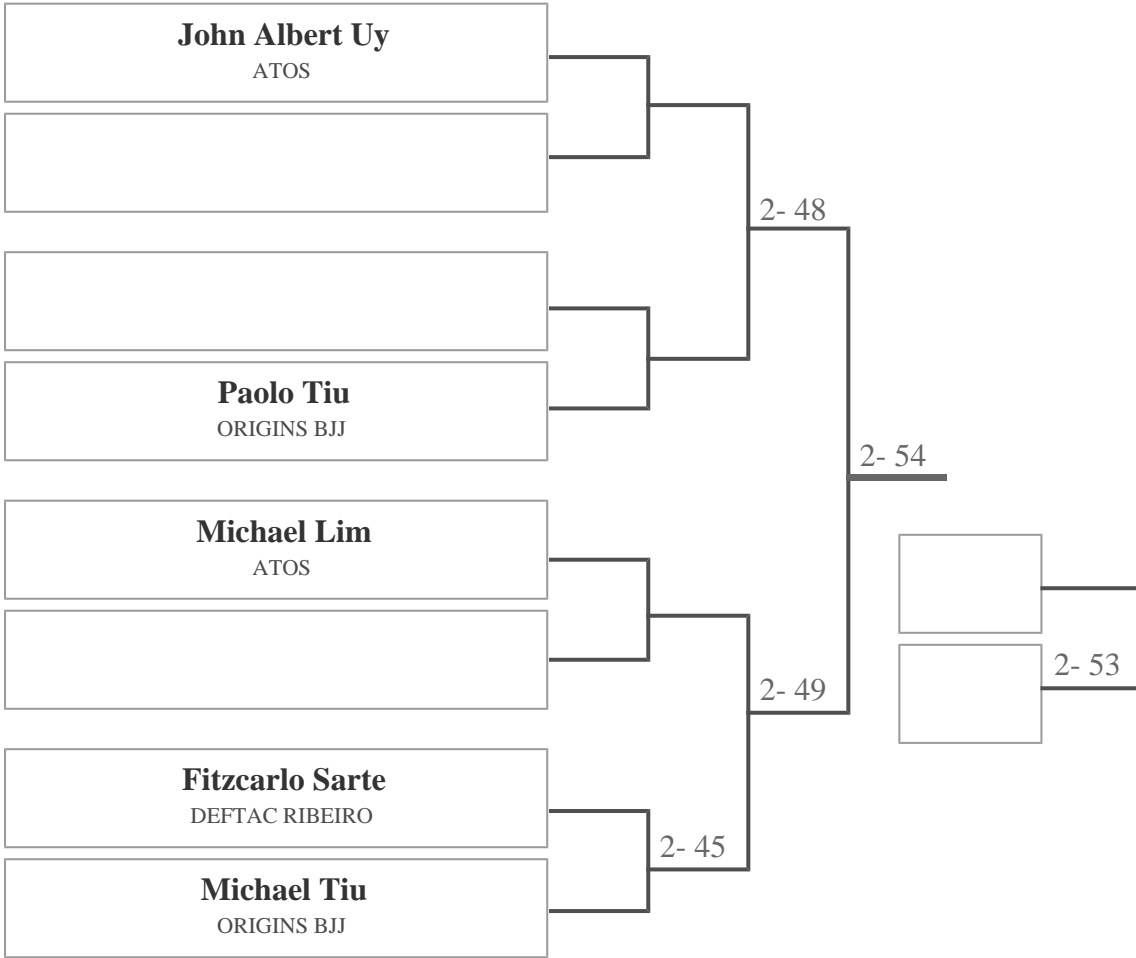 John Albert Uy
ATOS
2- 48
Paolo Tiu
ORIGINS BJJ
2- 54
Michael Lim
ATOS
2- 53
2- 49
Fitzcarlo Sarte
DEFTAC RIBEIRO
2- 45
Michael Tiu
ORIGINS BJJ